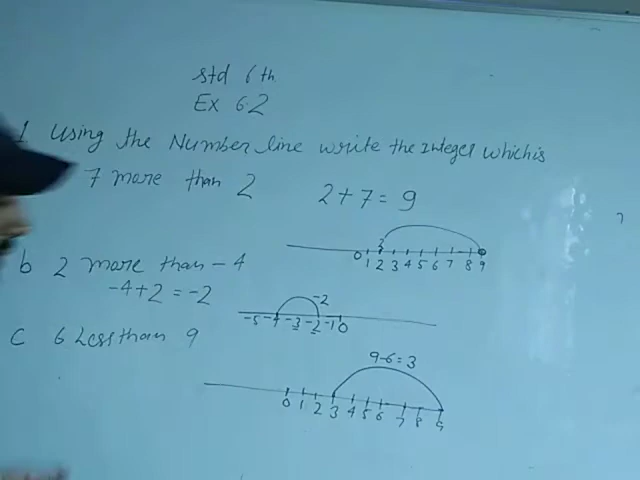 Std 6 th
Ex 6.2
1 Using the Number line write the Integer which is
7 more than 2 2+7=9
2
0 1 2 3 4 5 6 7 8 9
b 2 more than -4
-4+2=-2
-2
-5 -4 -3 -2 -1 0
C 6 Less than 9
9-6=3
0 1 2 3 4 5 6 7 8 9